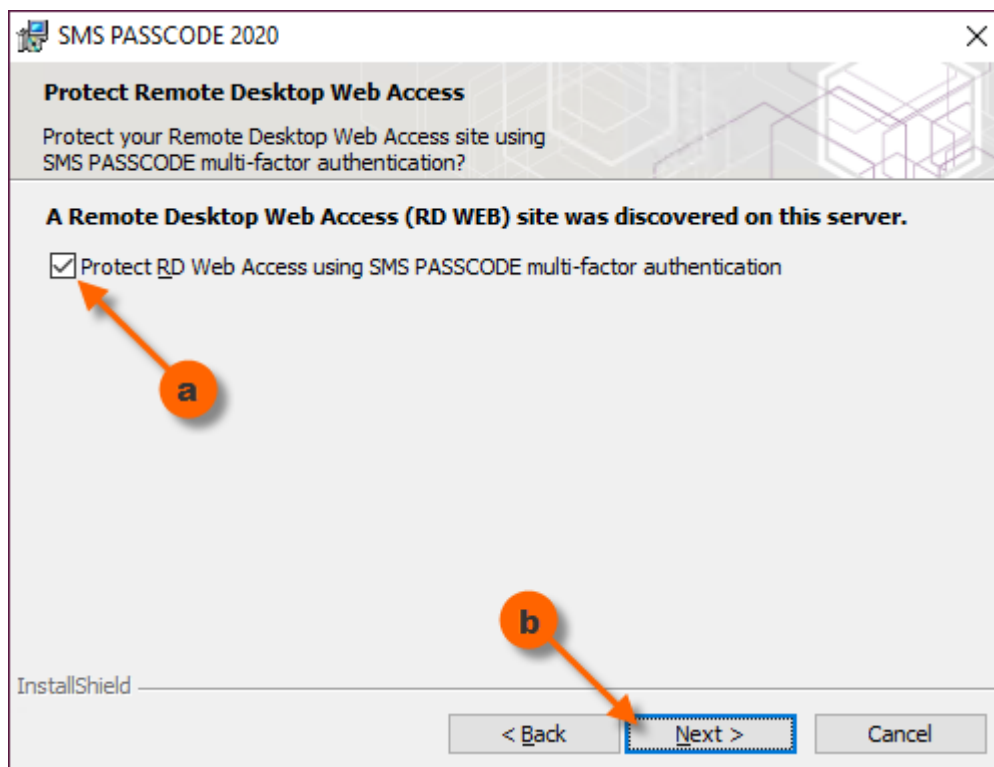 SMS PASSCODE 2020
Protect Remote Desktop Web Access
Protect your Remote Desktop Web Access site using
SMS PASSCODE multi-factor authentication?
A Remote Desktop Web Access (RD WEB) site was discovered on this server.
Protect RD Web Access using SMS PASSCODE multi-factor authentication
a
b
InstallShield
< Back Next > Cancel